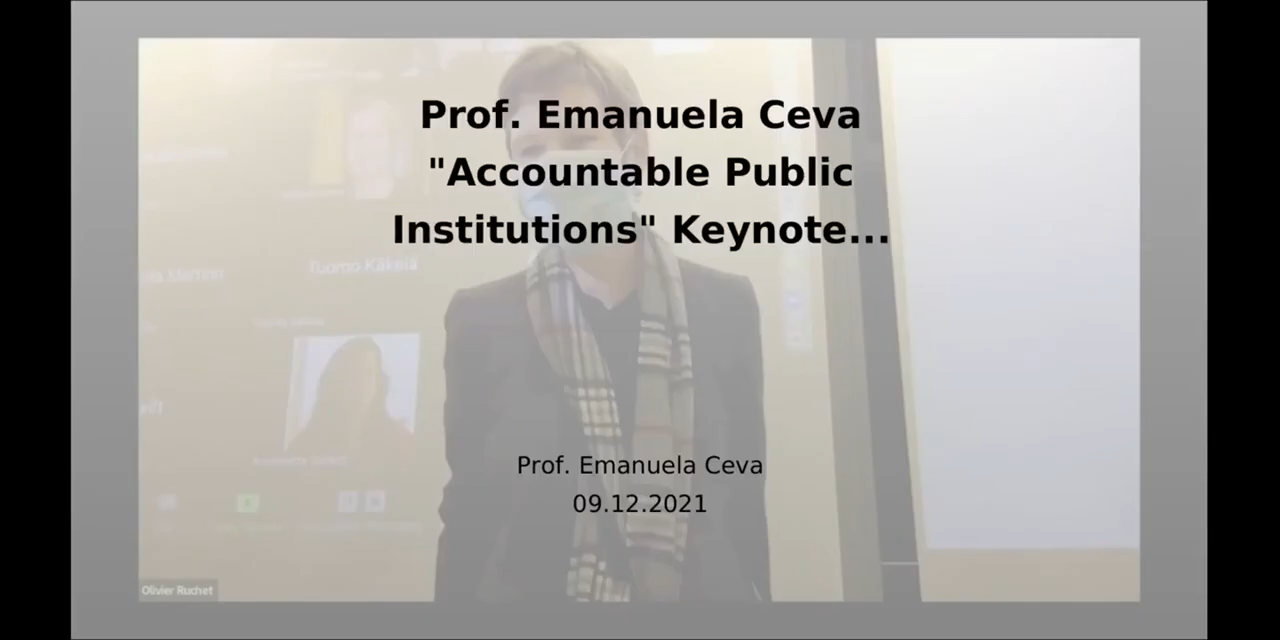 Prof. Emanuela Ceva
"Accountable Public
Institutions" Keynote...
Tuomo Käkelä
Prof. Emanuela Ceva
09.12.2021
Olivier Ruchet